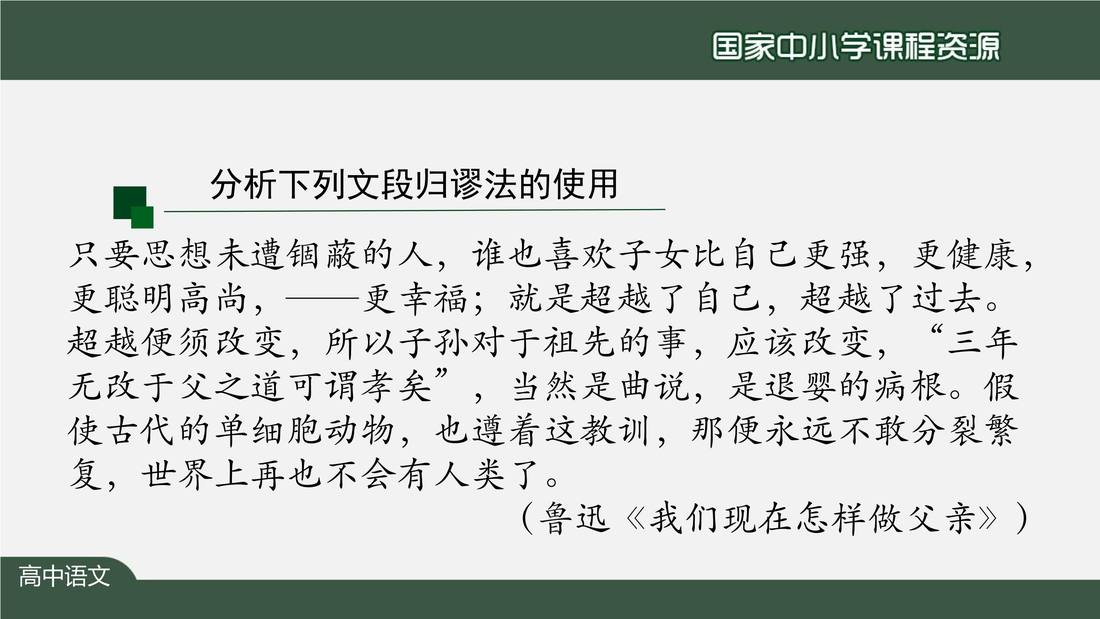 国家中小学课程资源
分析下列文段归谬法的使用
只要思想未遭锢蔽的人，谁也喜欢子女比自己更强，更健康，
更聪明高尚，——更幸福；就是超越了自己，超越了过去。
超越便须改变，所以子孙对于祖先的事，应该改变，“三年
无改于父之道可谓孝矣”，当然是曲说，是退婴的病根。假
使古代的单细胞动物，也遵着这教训，那便永远不敢分裂繁
复，世界上再也不会有人类了。
（鲁迅《我们现在怎样做父亲》）
高中语文